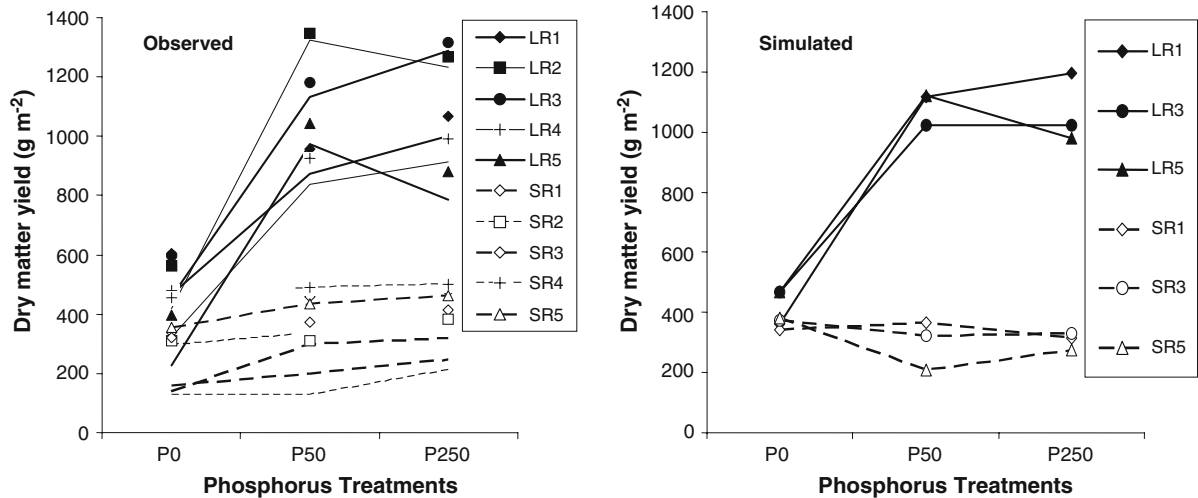 Observed
Dry matter yield (g m-2)
1400
1200
1000
800
600
400
200
0
P0 P50 P250
Phosphorus Treatments
LR1
LR2
LR3
LR4
LR5
SR1
SR2
SR3
SR4
SR5
Simulated
Dry matter yield (g m-2)
1400
1200
1000
800
600
400
200
0
P0 P50 P250
Phosphorus Treatments
LR1
LR3
LR5
SR1
SR3
SR5